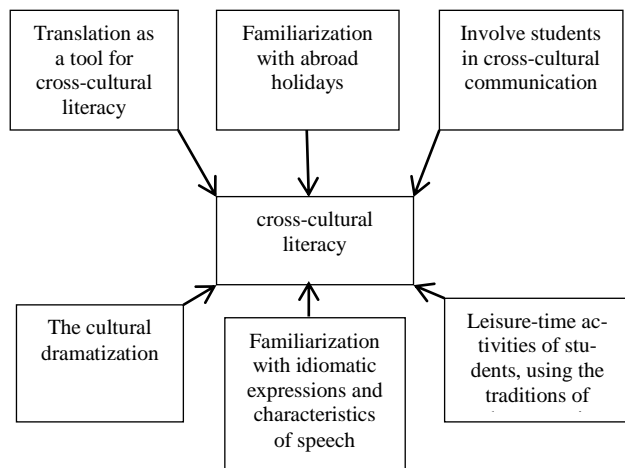 Translation as
a tool for
cross-cultural
literacy
Familiarization
with abroad
holidays
Involve students
in cross-cultural
communication
cross-cultural
literacy
The cultural
dramatization
Familiarization
with idiomatic
expressions and
characteristics
of speech
Leisure-time ac-
tivities of stu-
dents, using the
traditions of